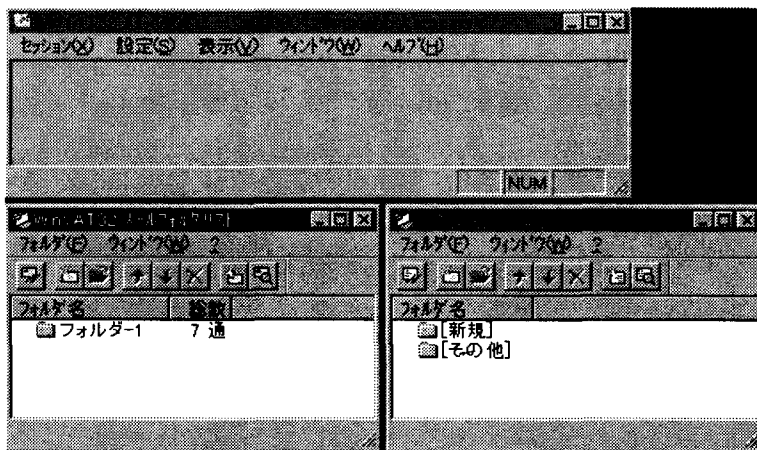 セッション(X) 設定(S) 表示(V) ウィンドウ(W) ヘルプ(H)
NUM
フォルダ(F) ウィンドウ(W) ?
フォルダ名 総数
フォルダー1 7 通
フォルダ(F) ウィンドウ(W) ?
フォルダ名
[新規]
[その他]